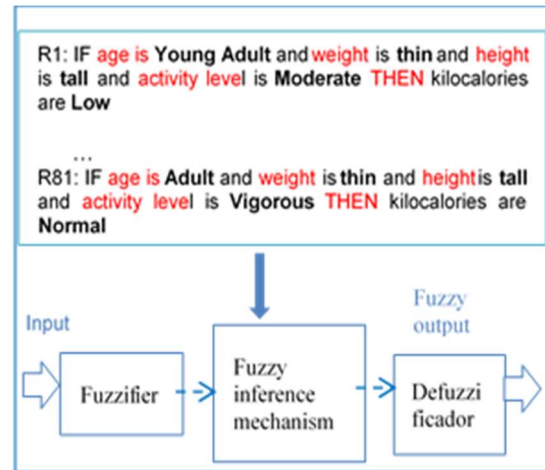 R1: IF age is Young Adult and weight is thin and height
is tall and activity level is Moderate THEN kilocalories
are Low
...
R81: IF age is Adult and weight is thin and height is tall
and activity level is Vigorous THEN kilocalories are
Normal
Input
Fuzzifier
Fuzzy
inference
mechanism
Fuzzy
output
Defuzzi
ficador